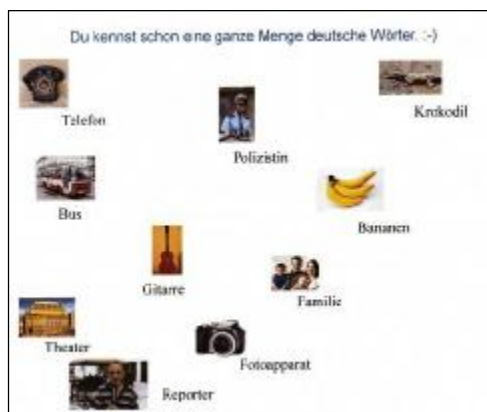 Du kennst schon eine ganze Menge deutsche Wörter. :-)
Telefon
Krokodil
Polizistin
Bus
Bananen
Gitarre
Familie
Theater
Fotoapparat
Reporter